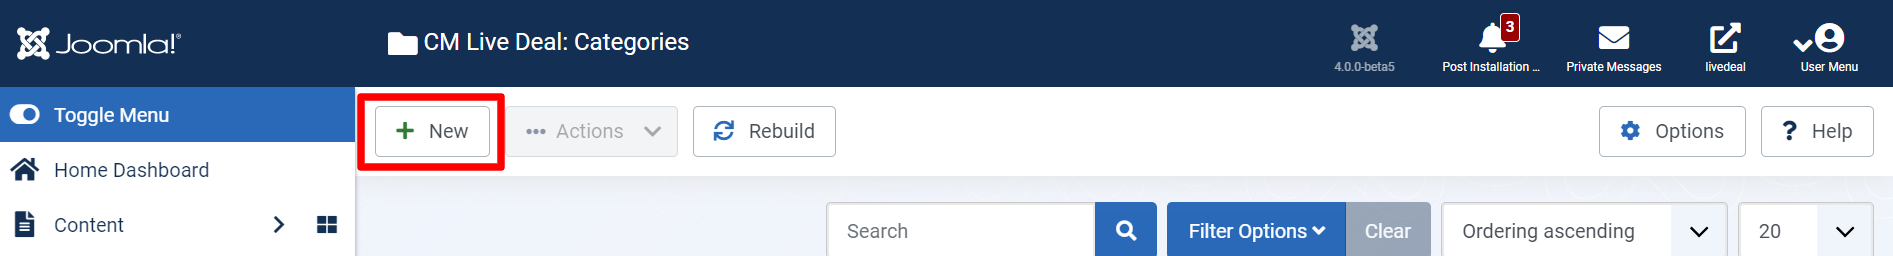 Joomla!®
CM Live Deal: Categories
4.0.0-beta5
3
Post Installation ...
Private Messages
livedeal
User Menu
Toggle Menu
New
Actions
Rebuild
Options
? Help
Home Dashboard
Content
Search
Filter Options
Clear
Ordering ascending
20